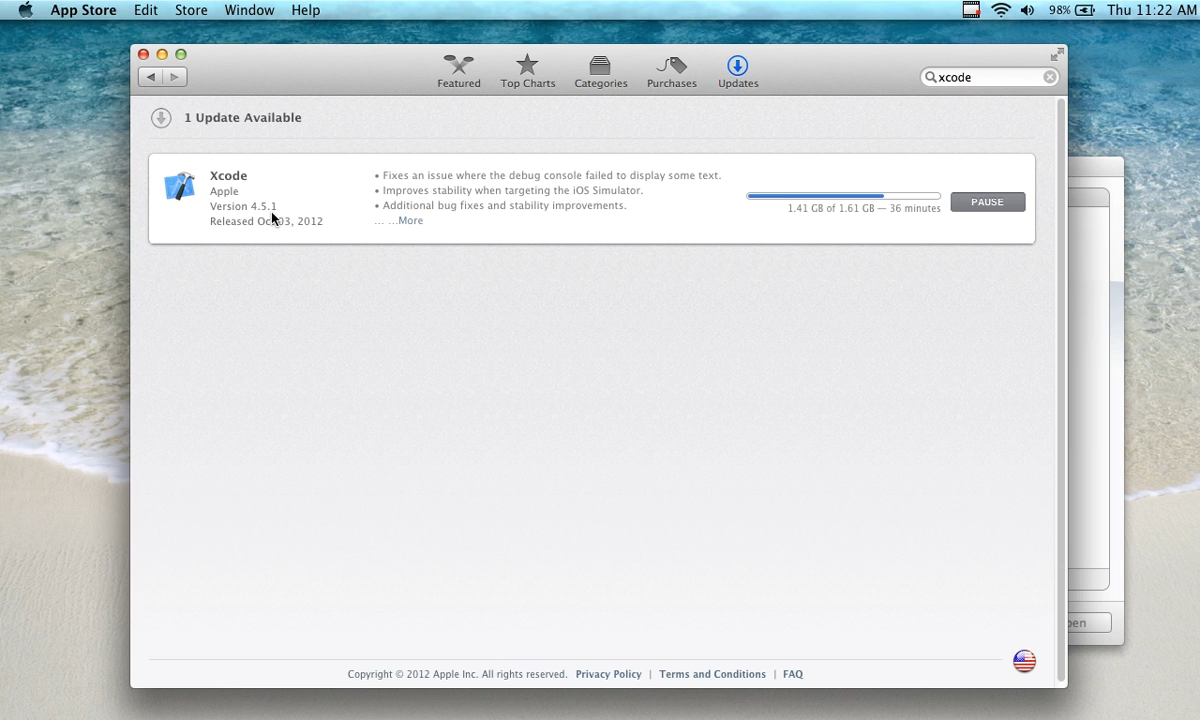 App Store Edit Store Window Help 98% Thu 11:22 AM
Featured Top Charts Categories Purchases Updates
xcode
1 Update Available
Xcode
Apple
Version 4.5.1
Released Oct 03, 2012
• Fixes an issue where the debug console failed to display some text.
• Improves stability when targeting the iOS Simulator.
• Additional bug fixes and stability improvements.
... ...More
1.41 GB of 1.61 GB — 36 minutes
PAUSE
Copyright © 2012 Apple Inc. All rights reserved. Privacy Policy | Terms and Conditions | FAQ